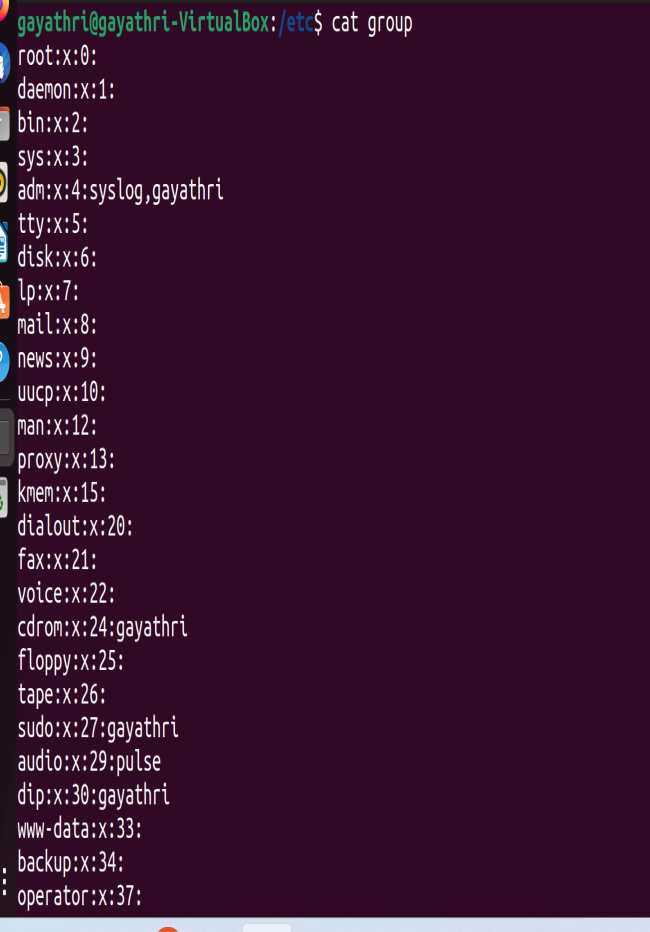 gayathri@gayathri-VirtualBox:/etc$ cat group
root:x:0:
daemon:x:1:
bin:x:2:
sys:x:3:
adm:x:4:syslog,gayathri
tty:x:5:
disk:x:6:
lp:x:7:
mail:x:8:
news:x:9:
uucp:x:10:
man:x:12:
proxy:x:13:
kmem:x:15:
dialout:x:20:
fax:x:21:
voice:x:22:
cdrom:x:24:gayathri
floppy:x:25:
tape:x:26:
sudo:x:27:gayathri
audio:x:29:pulse
dip:x:30:gayathri
www-data:x:33:
backup:x:34:
operator:x:37: